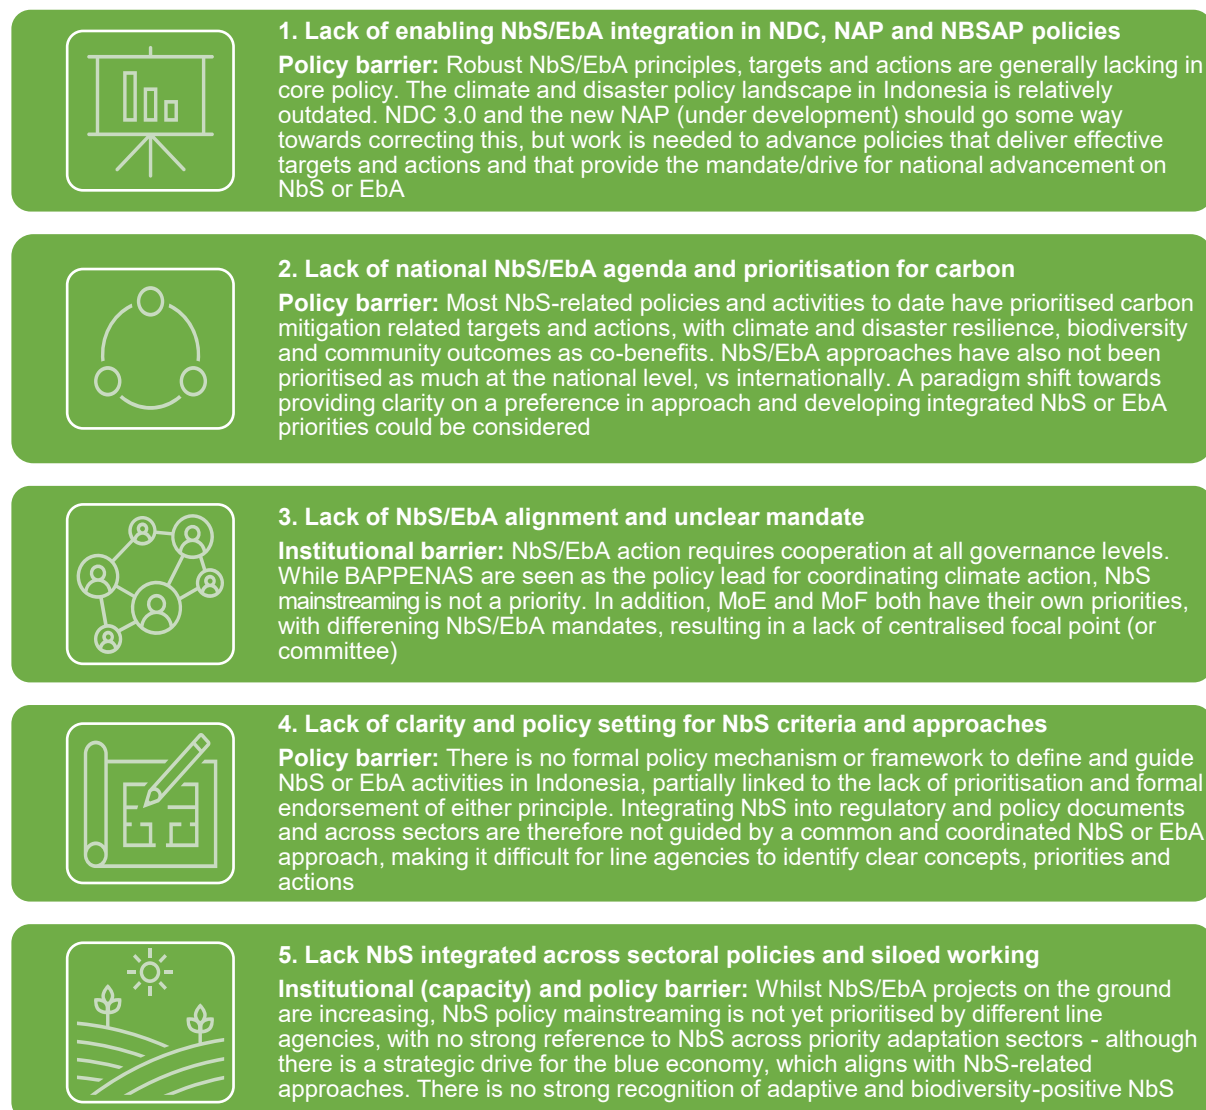 1. Lack of enabling NbS/EbA integration in NDC, NAP and NBSAP policies
Policy barrier: Robust NbS/EbA principles, targets and actions are generally lacking in
core policy. The climate and disaster policy landscape in Indonesia is relatively
outdated. NDC 3.0 and the new NAP (under development) should go some way
towards correcting this, but work is needed to advance policies that deliver effective
targets and actions and that provide the mandate/drive for national advancement on
NbS or EbA
2. Lack of national NbS/EbA agenda and prioritisation for carbon
Policy barrier: Most NbS-related policies and activities to date have prioritised carbon
mitigation related targets and actions, with climate and disaster resilience, biodiversity
and community outcomes as co-benefits. NbS/EbA approaches have also not been
prioritised as much at the national level, vs internationally. A paradigm shift towards
providing clarity on a preference in approach and developing integrated NbS or EbA
priorities could be considered
3. Lack of NbS/EbA alignment and unclear mandate
Institutional barrier: NbS/EbA action requires cooperation at all governance levels.
While BAPPENAS are seen as the policy lead for coordinating climate action, NbS
mainstreaming is not a priority. In addition, MoE and MoF both have their own priorities,
with differening NbS/EbA mandates, resulting in a lack of centralised focal point (or
committee)
4. Lack of clarity and policy setting for NbS criteria and approaches
Policy barrier: There is no formal policy mechanism or framework to define and guide
NbS or EbA activities in Indonesia, partially linked to the lack of prioritisation and formal
endorsement of either principle. Integrating NbS into regulatory and policy documents
and across sectors are therefore not guided by a common and coordinated NbS or EbA
approach, making it difficult for line agencies to identify clear concepts, priorities and
actions
5. Lack NbS integrated across sectoral policies and siloed working
Institutional (capacity) and policy barrier: Whilst NbS/EbA projects on the ground
are increasing, NbS policy mainstreaming is not yet prioritised by different line
agencies, with no strong reference to NbS across priority adaptation sectors - although
there is a strategic drive for the blue economy, which aligns with NbS-related
approaches. There is no strong recognition of adaptive and biodiversity-positive NbS